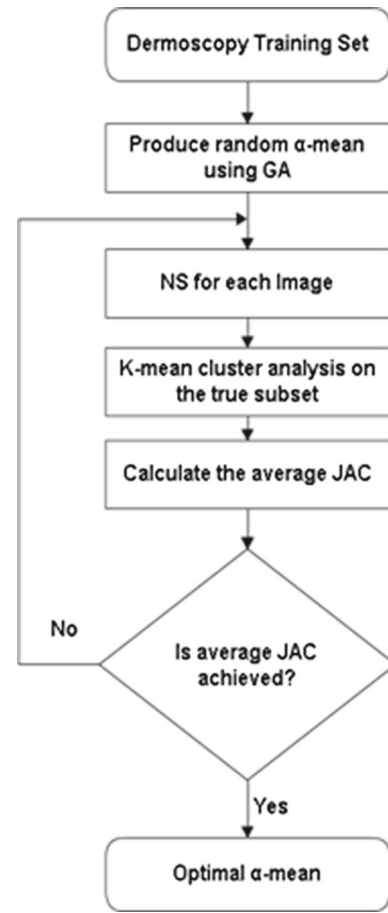 Dermoscopy Training Set
Produce random α-mean
using GA
NS for each Image
K-mean cluster analysis on
the true subset
Calculate the average JAC
Is average JAC
achieved?
No
Yes
Optimal α-mean